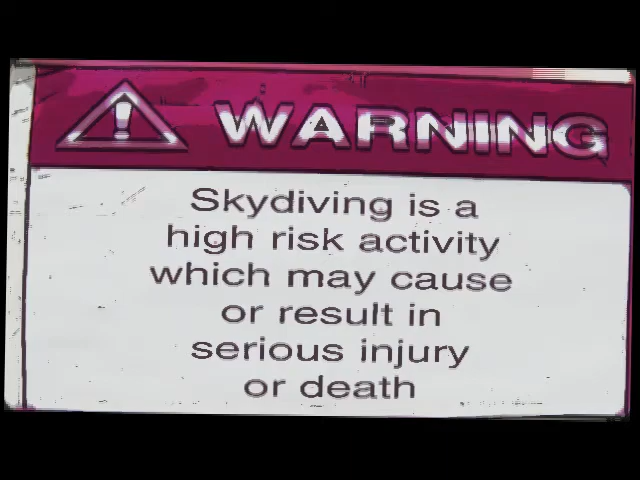 WARNING
Skydiving is a
high risk activity
which may cause
or result in
serious injury
or death